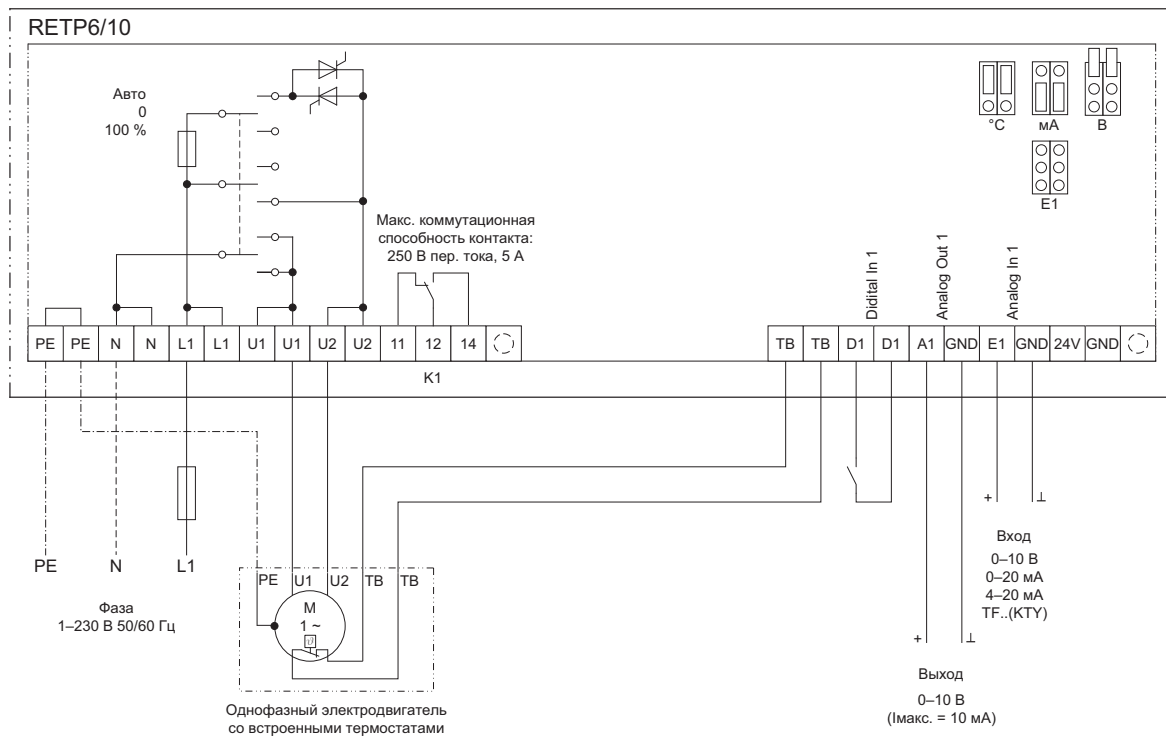 RETP6/10
Авто
0
100 %
°C
мА
В
E1
Макс. коммутационная
способность контакта:
250 В пер. тока, 5 А
Didital In 1
Analog Out 1
Analog In 1
PE PE N N L1 L1 U1 U1 U2 U2 11 12 14
TB TB D1 D1 A1 GND E1 GND 24V GND
K1
PE N L1
Фаза
1~230 В 50/60 Гц
PE U1 U2 TB TB
M
1 ~
ϑ
Однофазный электродвигатель
со встроенными термостатами
+ ⊥
Вход
0–10 В
0–20 мА
4–20 мА
TF..(KTY)
+ ⊥
Выход
0–10 В
(Iмакс. = 10 мА)